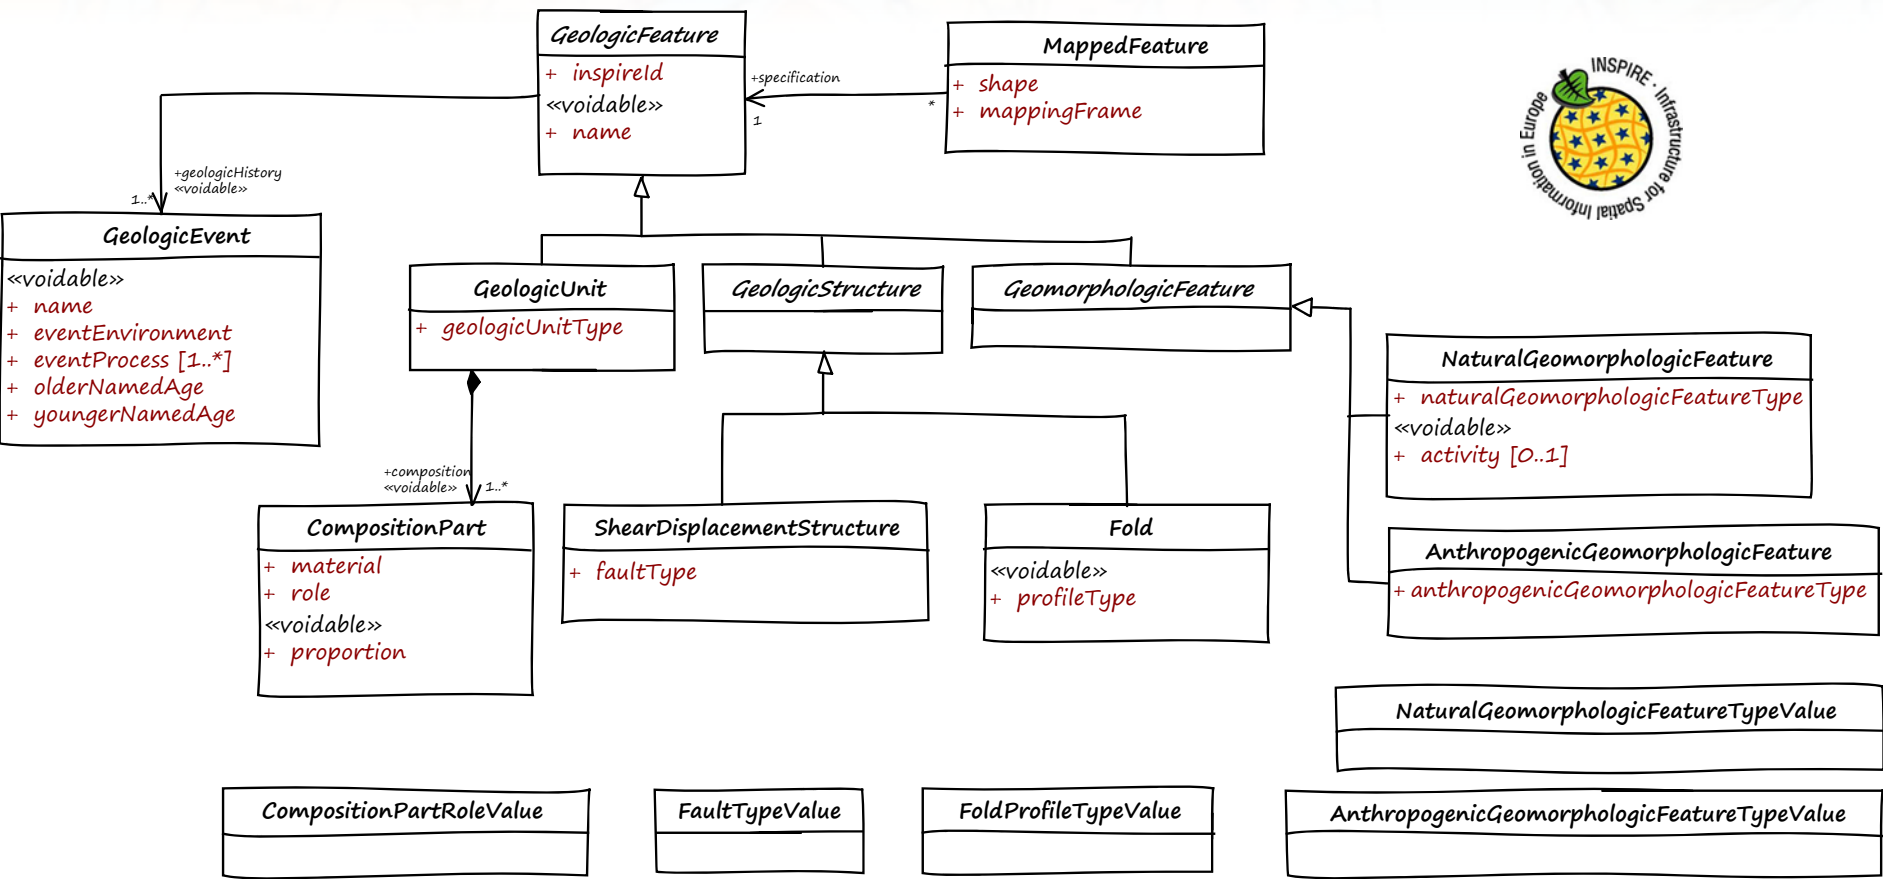 GeologicFeature
+ inspireId
«voidable»
+ name
MappedFeature
+ shape
+ mappingFrame
+specification
*
1
INSPIRE · Infrastructure for Spatial Information in Europe
+geologicHistory
«voidable»
1..*
GeologicEvent
«voidable»
+ name
+ eventEnvironment
+ eventProcess [1..*]
+ olderNamedAge
+ youngerNamedAge
GeologicUnit
+ geologicUnitType
GeologicStructure
GeomorphologicFeature
NaturalGeomorphologicFeature
+ naturalGeomorphologicFeatureType
«voidable»
+ activity [0..1]
+composition
«voidable»
1..*
CompositionPart
+ material
+ role
«voidable»
+ proportion
ShearDisplacementStructure
+ faultType
Fold
«voidable»
+ profileType
AnthropogenicGeomorphologicFeature
+ anthropogenicGeomorphologicFeatureType
NaturalGeomorphologicFeatureTypeValue
CompositionPartRoleValue
FaultTypeValue
FoldProfileTypeValue
AnthropogenicGeomorphologicFeatureTypeValue